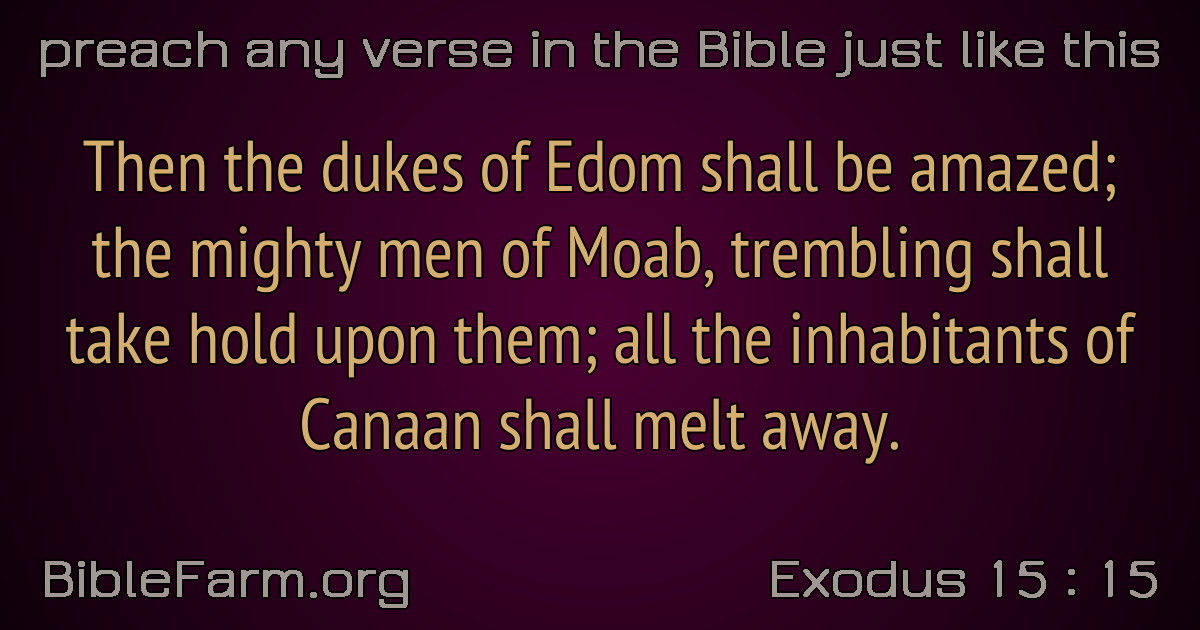 preach any verse in the Bible just like this
Then the dukes of Edom shall be amazed;
the mighty men of Moab, trembling shall
take hold upon them; all the inhabitants of
Canaan shall melt away.
BibleFarm.org
Exodus 15 : 15